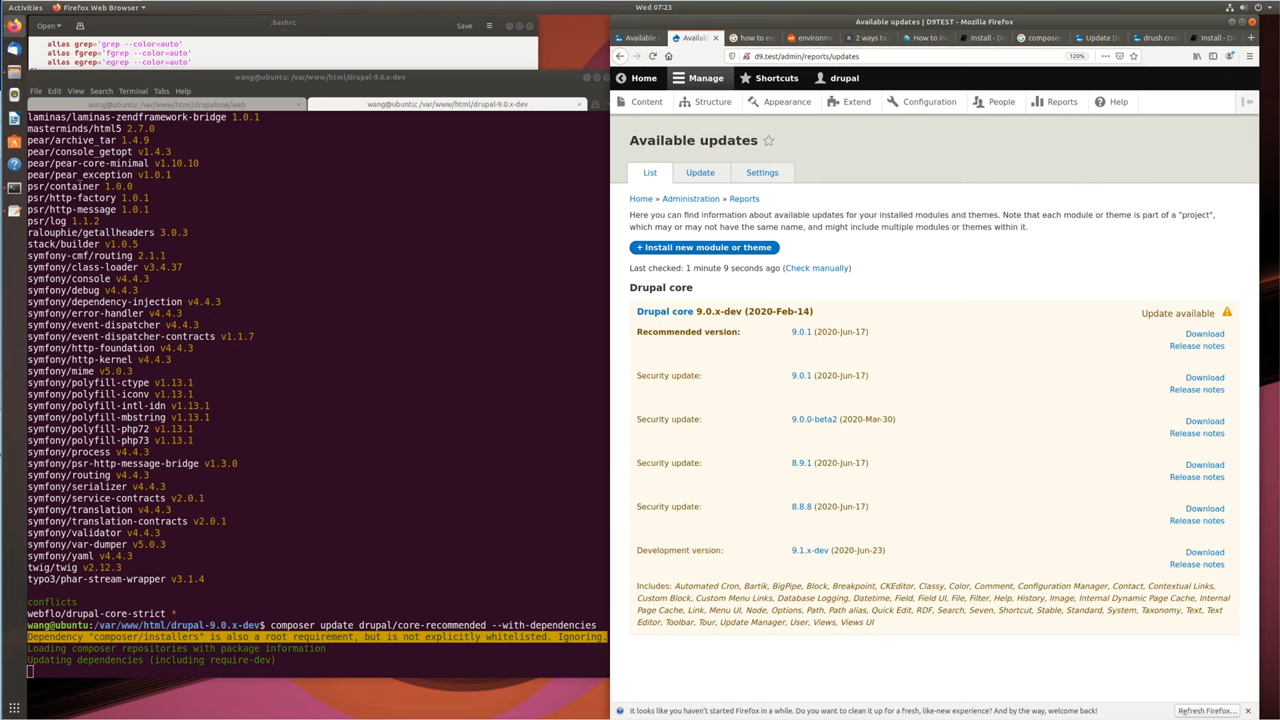 Activities
Firefox Web Browser
Wed 07:23
Open
.bashrc
Save
alias grep='grep --color=auto'
alias fgrep='fgrep --color=auto'
alias egrep='egrep --color=auto'
wang@ubuntu: /var/www/html/drupal-9.0.x-dev
File Edit View Search Terminal Tabs Help
wang@ubuntu: /var/www/html/drupalone/web
wang@ubuntu: /var/www/html/drupal-9.0.x-dev
laminas/laminas-zendframework-bridge 1.0.1
masterminds/html5 2.7.0
pear/archive_tar 1.4.9
pear/console_getopt v1.4.3
pear/pear-core-minimal v1.10.10
pear/pear_exception v1.0.1
psr/container 1.0.0
psr/http-factory 1.0.1
psr/http-message 1.0.1
psr/log 1.1.2
ralouphie/getallheaders 3.0.3
stack/builder v1.0.5
symfony-cmf/routing 2.1.1
symfony/class-loader v3.4.37
symfony/console v4.4.3
symfony/debug v4.4.3
symfony/dependency-injection v4.4.3
symfony/error-handler v4.4.3
symfony/event-dispatcher v4.4.3
symfony/event-dispatcher-contracts v1.1.7
symfony/http-foundation v4.4.3
symfony/http-kernel v4.4.3
symfony/mime v5.0.3
symfony/polyfill-ctype v1.13.1
symfony/polyfill-iconv v1.13.1
symfony/polyfill-intl-idn v1.13.1
symfony/polyfill-mbstring v1.13.1
symfony/polyfill-php72 v1.13.1
symfony/polyfill-php73 v1.13.1
symfony/process v4.4.3
symfony/psr-http-message-bridge v1.3.0
symfony/routing v4.4.3
symfony/serializer v4.4.3
symfony/service-contracts v2.0.1
symfony/translation v4.4.3
symfony/translation-contracts v2.0.1
symfony/validator v4.4.3
symfony/var-dumper v5.0.3
symfony/yaml v4.4.3
twig/twig v2.12.3
typo3/phar-stream-wrapper v3.1.4
conflicts
webflo/drupal-core-strict *
wang@ubuntu:/var/www/html/drupal-9.0.x-dev$ composer update drupal/core-recommended --with-dependencies
Dependency "composer/installers" is also a root requirement, but is not explicitly whitelisted. Ignoring.
Loading composer repositories with package information
Updating dependencies (including require-dev)
Available updates | D9TEST - Mozilla Firefox
Available
Availab
how to ex
environme
2 ways to
How to in
Install - D
composer
Update D
drush cro
Install - D
d9.test/admin/reports/updates
120%
Home Manage Shortcuts drupal
Content Structure Appearance Extend Configuration People Reports Help
Available updates
List Update Settings
Home » Administration » Reports
Here you can find information about available updates for your installed modules and themes. Note that each module or theme is part of a "project",
which may or may not have the same name, and might include multiple modules or themes within it.
+ Install new module or theme
Last checked: 1 minute 9 seconds ago (Check manually)
Drupal core
Drupal core 9.0.x-dev (2020-Feb-14) Update available
Recommended version: 9.0.1 (2020-Jun-17) Download
Release notes
Security update: 9.0.1 (2020-Jun-17) Download
Release notes
Security update: 9.0.0-beta2 (2020-Mar-30) Download
Release notes
Security update: 8.9.1 (2020-Jun-17) Download
Release notes
Security update: 8.8.8 (2020-Jun-17) Download
Release notes
Development version: 9.1.x-dev (2020-Jun-23) Download
Release notes
Includes: Automated Cron, Bartik, BigPipe, Block, Breakpoint, CKEditor, Classy, Color, Comment, Configuration Manager, Contact, Contextual Links,
Custom Block, Custom Menu Links, Database Logging, Datetime, Field, Field UI, File, Filter, Help, History, Image, Internal Dynamic Page Cache, Internal
Page Cache, Link, Menu UI, Node, Options, Path, Path alias, Quick Edit, RDF, Search, Seven, Shortcut, Stable, Standard, System, Taxonomy, Text, Text
Editor, Toolbar, Tour, Update Manager, User, Views, Views UI
It looks like you haven't started Firefox in a while. Do you want to clean it up for a fresh, like-new experience? And by the way, welcome back!
Refresh Firefox...